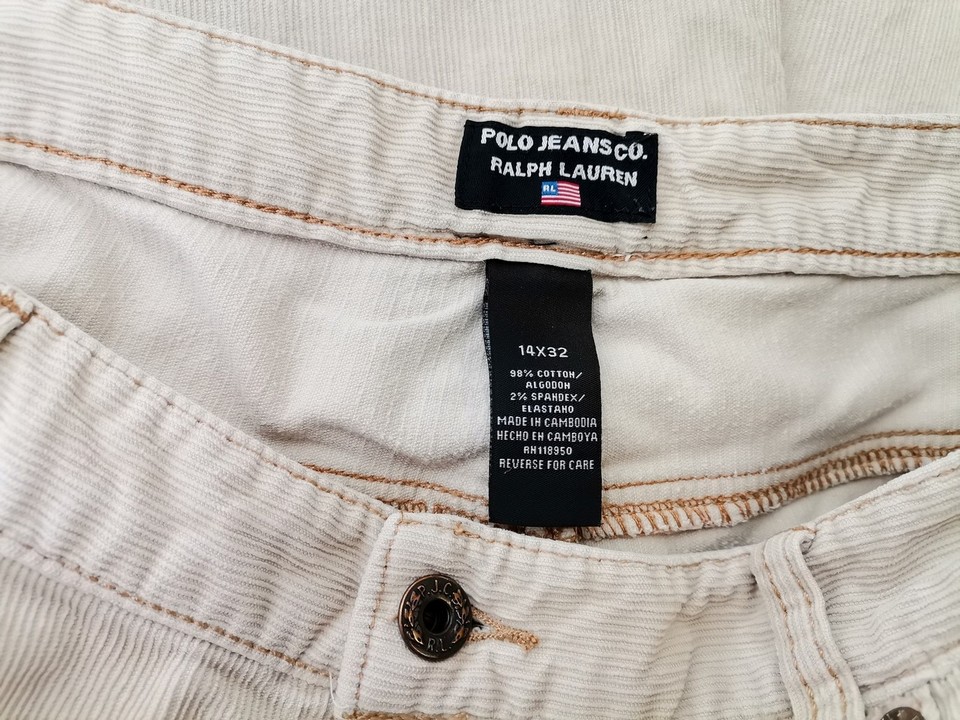 POLO JEANS CO.
RALPH LAUREN
RL
14X32
98% COTTON/
ALGODON
2% SPANDEX/
ELASTANO
MADE IN CAMBODIA
HECHO EN CAMBOYA
RN118950
REVERSE FOR CARE
P.J.C.
R.L.